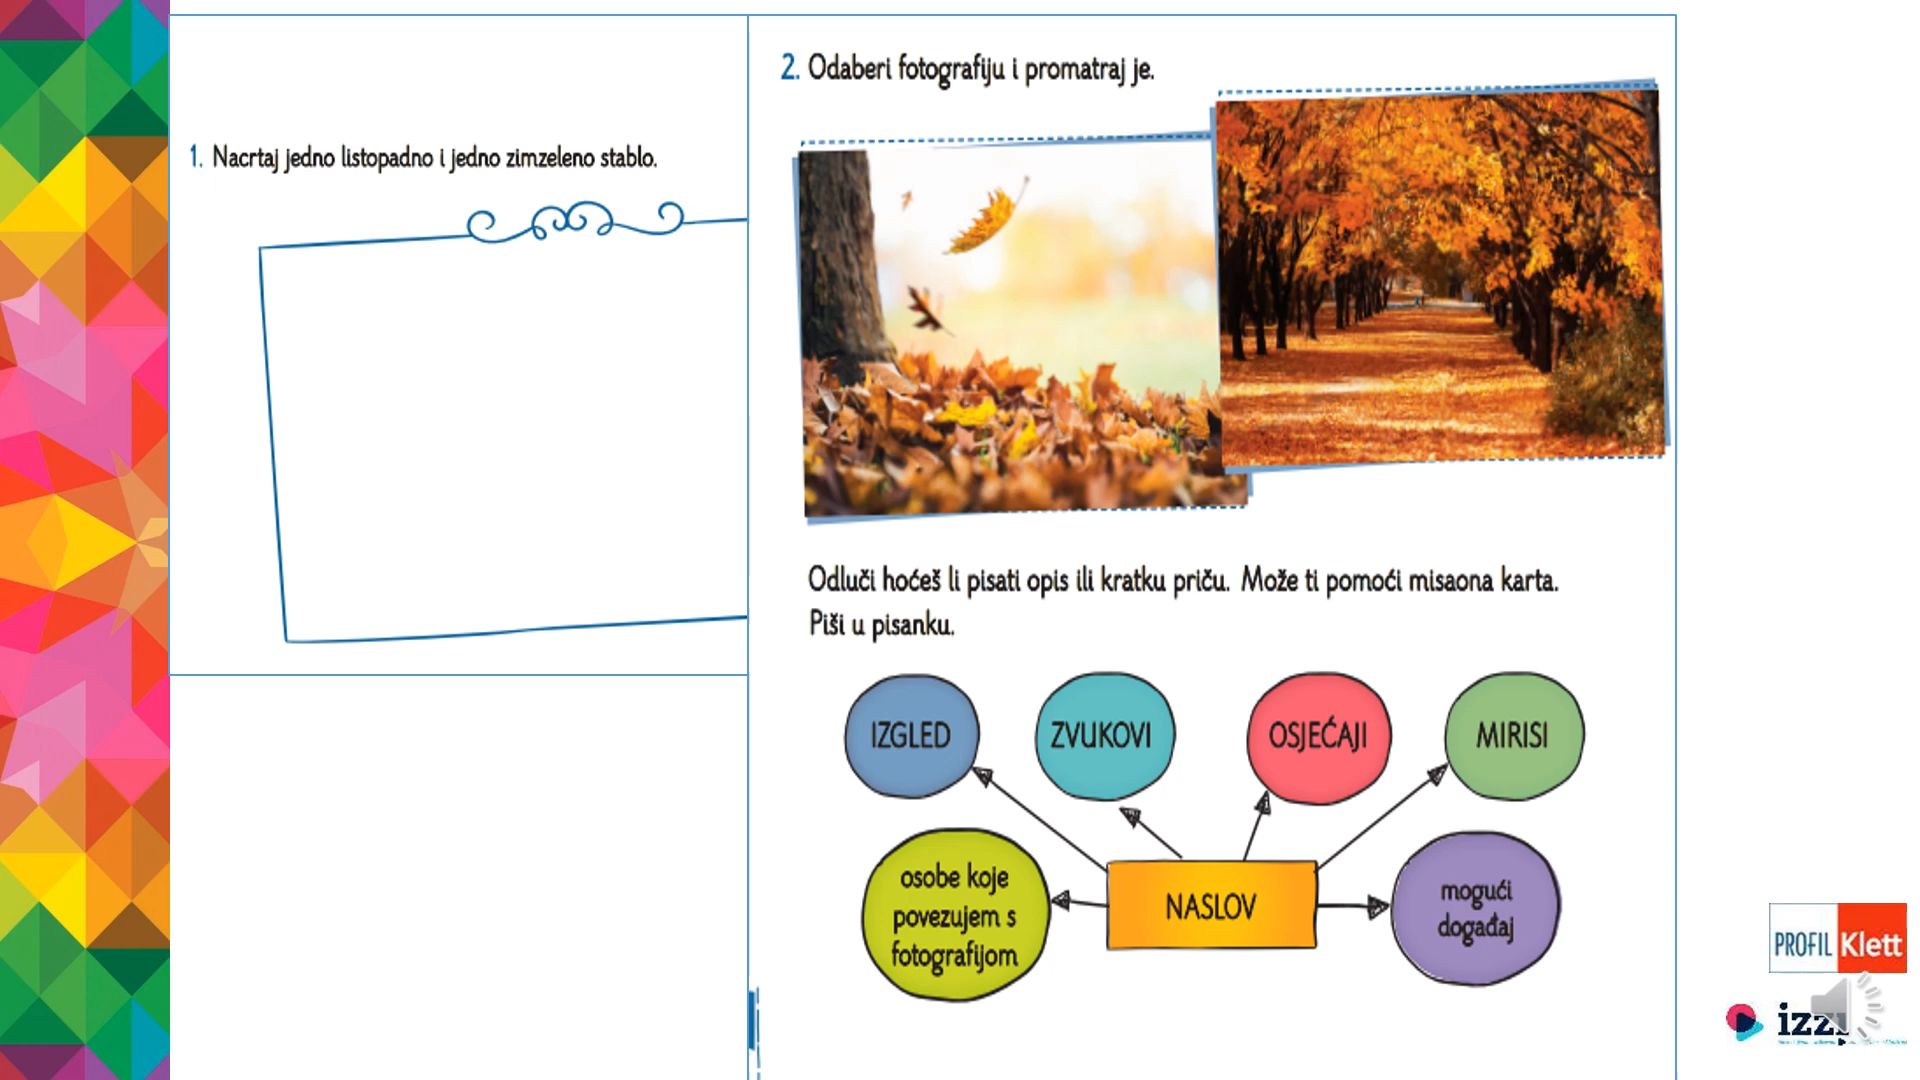 1. Nacrtaj jedno listopadno i jedno zimzeleno stablo.
2. Odaberi fotografiju i promatraj je.
Odluči hoćeš li pisati opis ili kratku priču. Može ti pomoći misaona karta.
Piši u pisanku.
IZGLED
ZVUKOVI
OSJEĆAJI
MIRISI
osobe koje
povezujem s
fotografijom
NASLOV
mogući
događaj
PROFIL Klett